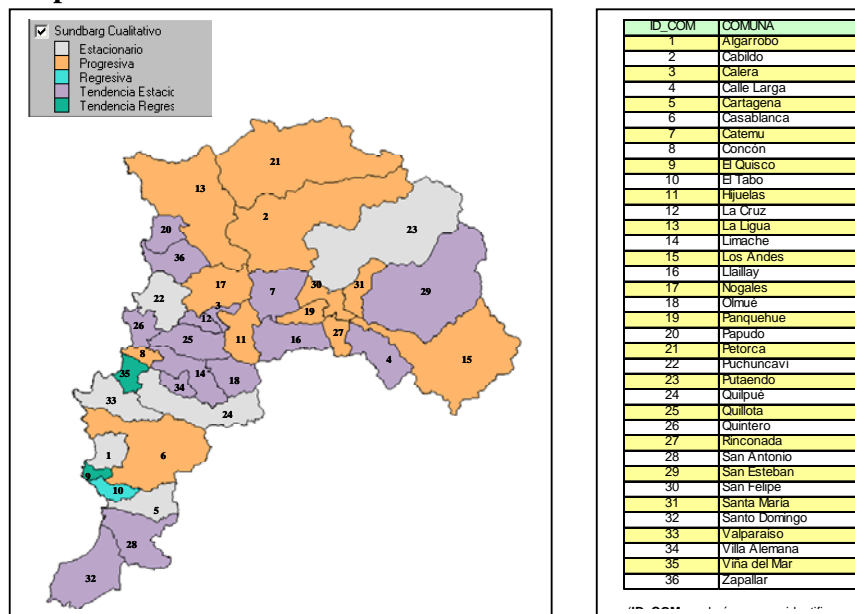 Sundbarg Cualitativo
Estacionario
Progresiva
Regresiva
Tendencia Estacic
Tendencia Regres
21
13
2
23
20
36
29
17
7
30
31
22
3
19
12
26
27
11
25
16
4
15
8
35
14
18
34
33
24
1
6
9
10
5
28
32
ID_COM COMUNA
1 Algarrobo
2 Cabildo
3 Calera
4 Calle Larga
5 Cartagena
6 Casablanca
7 Catemu
8 Concón
9 El Quisco
10 El Tabo
11 Hijuelas
12 La Cruz
13 La Ligua
14 Limache
15 Los Andes
16 Llaillay
17 Nogales
18 Olmué
19 Panquehue
20 Papudo
21 Petorca
22 Puchuncaví
23 Putaendo
24 Quilpué
25 Quillota
26 Quintero
27 Rinconada
28 San Antonio
29 San Esteban
30 San Felipe
31 Santa Maria
32 Santo Domingo
33 Valparaiso
34 Villa Alemana
35 Viña del Mar
36 Zapallar